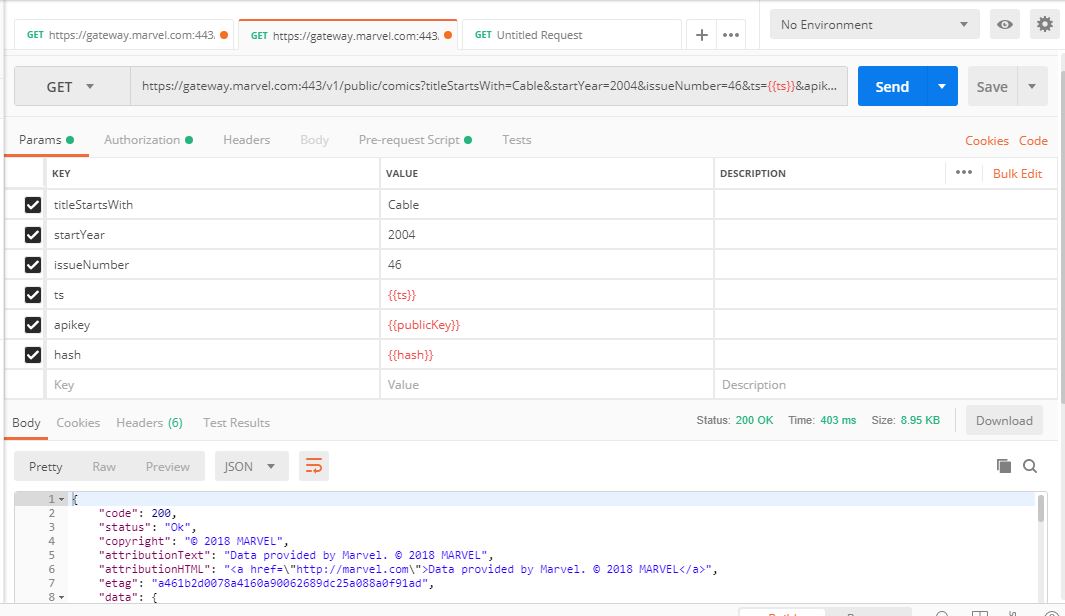 GET https://gateway.marvel.com:443. GET https://gateway.marvel.com:443. GET Untitled Request + ••• No Environment
GET https://gateway.marvel.com:443/v1/public/comics?titleStartsWith=Cable&startYear=2004&issueNumber=46&ts={{ts}}&apik... Send Save
Params Authorization Headers Body Pre-request Script Tests Cookies Code
KEY VALUE DESCRIPTION ••• Bulk Edit
titleStartsWith Cable
startYear 2004
issueNumber 46
ts {{ts}}
apikey {{publicKey}}
hash {{hash}}
Key Value Description
Body Cookies Headers (6) Test Results Status: 200 OK Time: 403 ms Size: 8.95 KB Download
Pretty Raw Preview JSON
1 {
2 "code": 200,
3 "status": "Ok",
4 "copyright": "© 2018 MARVEL",
5 "attributionText": "Data provided by Marvel. © 2018 MARVEL",
6 "attributionHTML": "<a href=\"http://marvel.com\">Data provided by Marvel. © 2018 MARVEL</a>",
7 "etag": "a461b2d0078a4160a90062689dc25a088a0f91ad",
8 "data": {